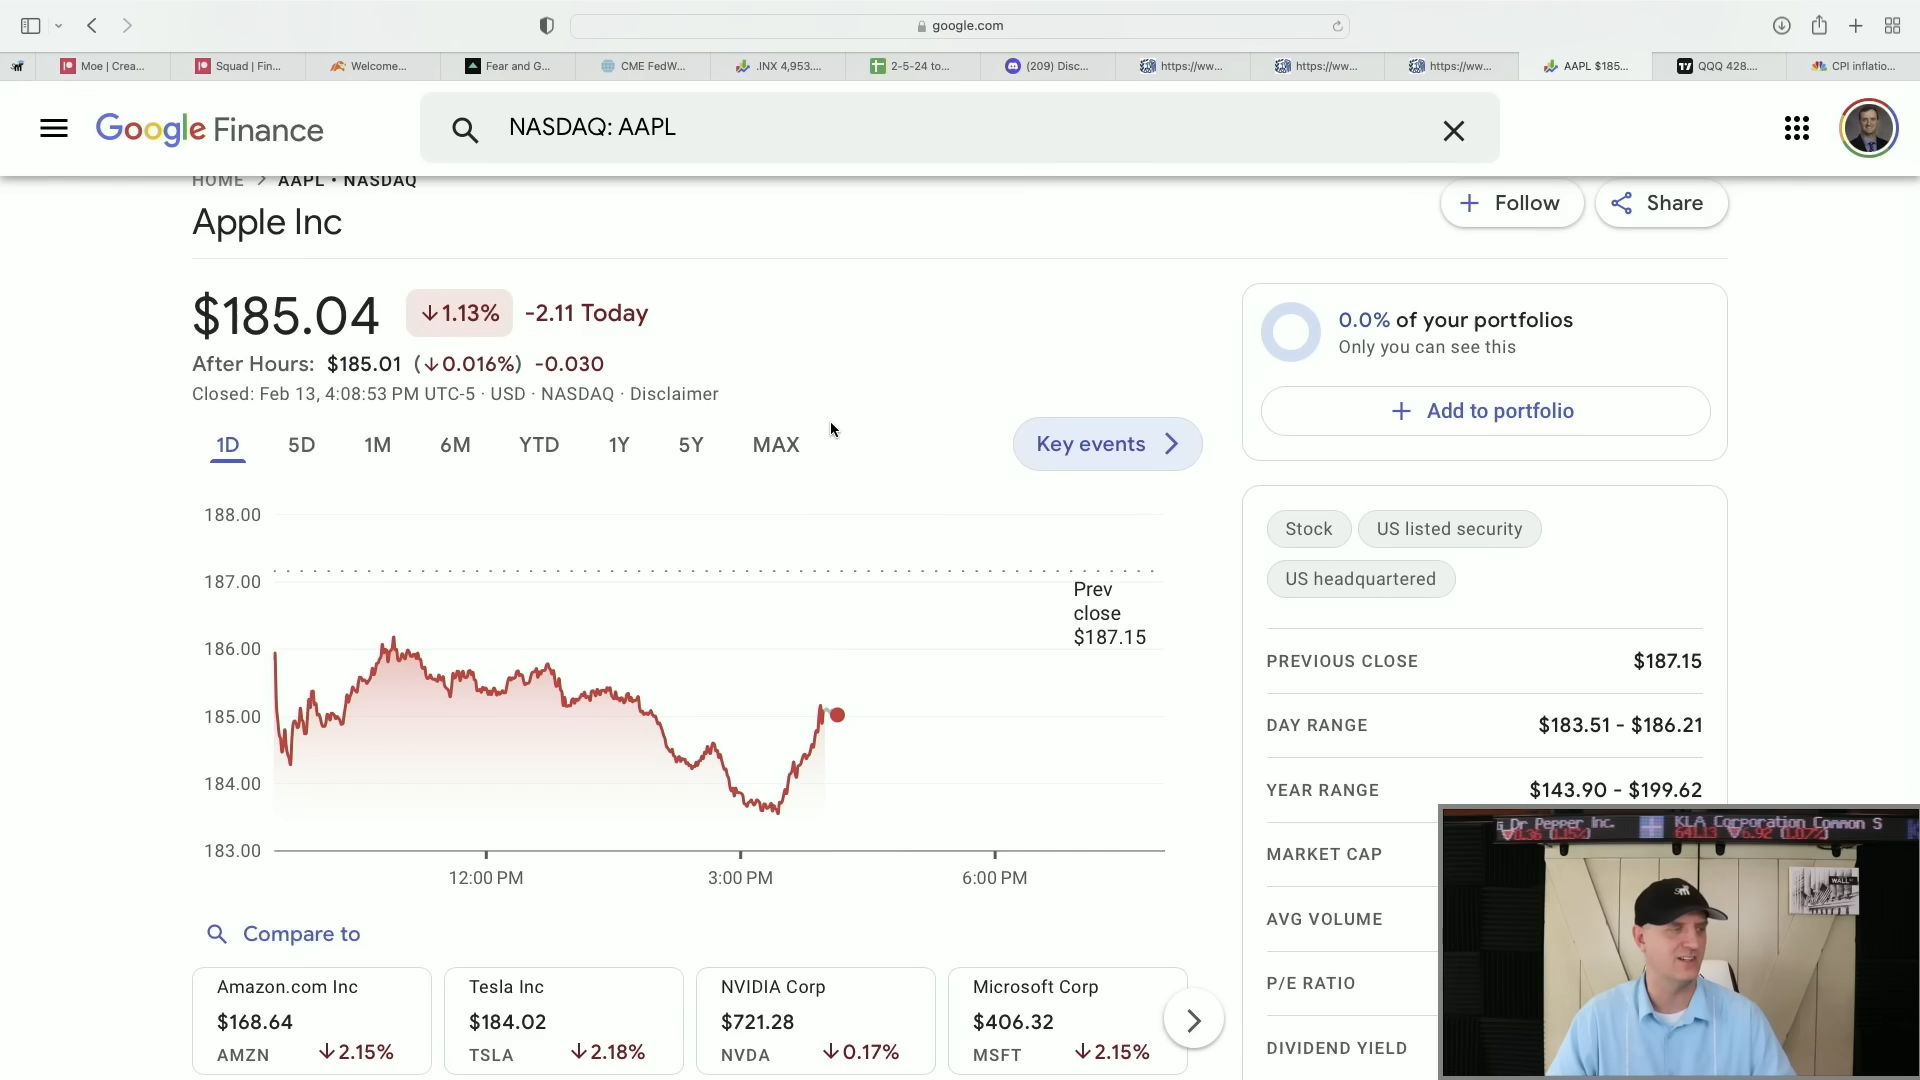 google.com
Moe | Crea...
Squad | Fin...
Welcome...
Fear and G...
CME FedW...
.INX 4,953....
2-5-24 to...
(209) Disc...
https://ww...
https://ww...
https://ww...
AAPL $185...
QQQ 428....
CPI inflatio...
Google Finance
NASDAQ: AAPL
HOME > AAPL • NASDAQ
Follow
Share
Apple Inc
$185.04 ↓1.13% -2.11 Today
After Hours: $185.01 (↓0.016%) -0.030
Closed: Feb 13, 4:08:53 PM UTC-5 · USD · NASDAQ · Disclaimer
1D 5D 1M 6M YTD 1Y 5Y MAX
Key events
188.00
187.00
186.00
185.00
184.00
183.00
Prev
close
$187.15
12:00 PM 3:00 PM 6:00 PM
Compare to
Amazon.com Inc
$168.64
AMZN ↓2.15%
Tesla Inc
$184.02
TSLA ↓2.18%
NVIDIA Corp
$721.28
NVDA ↓0.17%
Microsoft Corp
$406.32
MSFT ↓2.15%
0.0% of your portfolios
Only you can see this
+ Add to portfolio
Stock
US listed security
US headquartered
PREVIOUS CLOSE $187.15
DAY RANGE $183.51 - $186.21
YEAR RANGE $143.90 - $199.62
MARKET CAP
AVG VOLUME
P/E RATIO
DIVIDEND YIELD
Dr Pepper Inc.
KLA Corporation Common S
641.13 ▼6.92 (1.07%)
WALL